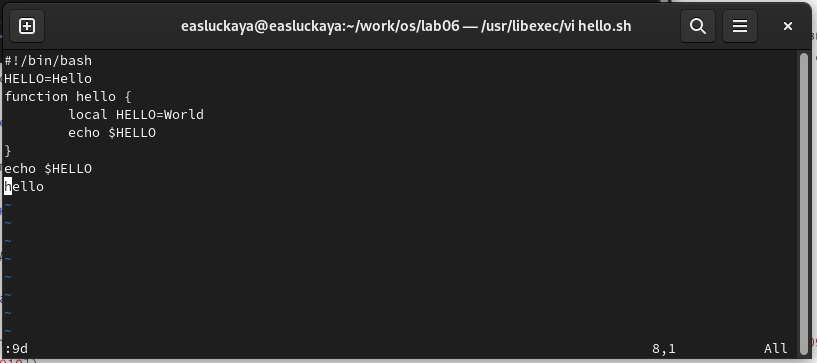 easluckaya@easluckaya:~/work/os/lab06 — /usr/libexec/vi hello.sh
#!/bin/bash
HELLO=Hello
function hello {
        local HELLO=World
        echo $HELLO
}
echo $HELLO
hello
~
~
~
~
~
~
~
~
:9d 8,1 All